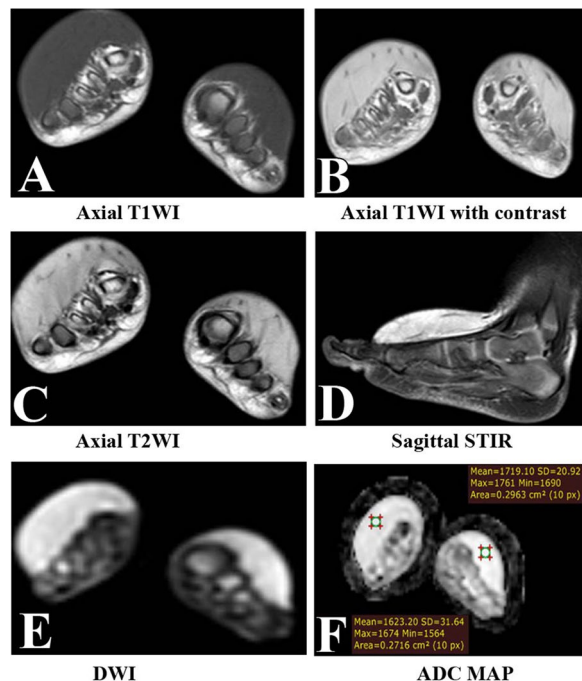 A
B
Axial T1WI
Axial T1WI with contrast
C
D
Axial T2WI
Sagittal STIR
Mean=1719.10 SD=20.92
Max=1761 Min=1690
Area=0.2963 cm² (10 px)
E
F
Mean=1623.20 SD=31.64
Max=1674 Min=1564
Area=0.2716 cm² (10 px)
DWI
ADC MAP